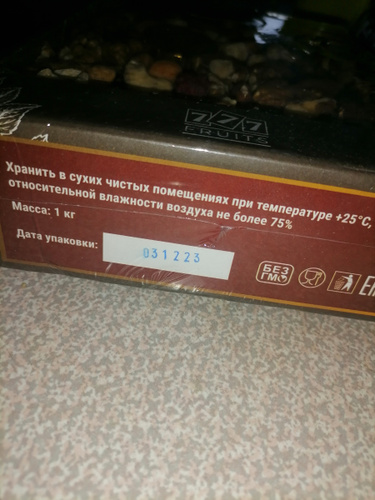 777
FRUITS
Хранить в сухих чистых помещениях при температуре +25°С,
относительной влажности воздуха не более 75%
Масса: 1 кг
Дата упаковки:
031223
БЕЗ
ГМО